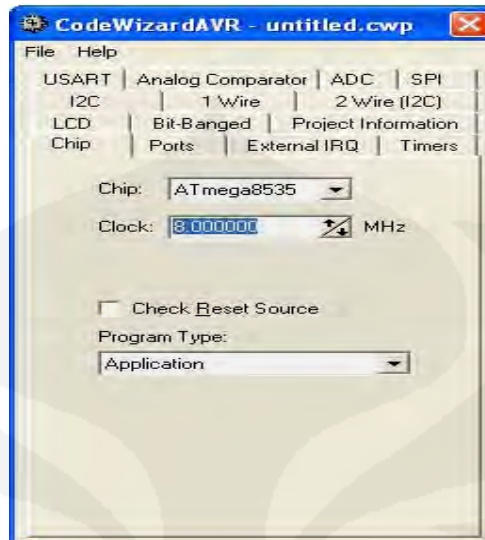 CodeWizardAVR - untitled.cwp
File Help
USART Analog Comparator ADC SPI
I2C 1 Wire 2 Wire (I2C)
LCD Bit-Banged Project Information
Chip Ports External IRQ Timers
Chip: ATmega8535
Clock: 8.000000 MHz
Check Reset Source
Program Type:
Application